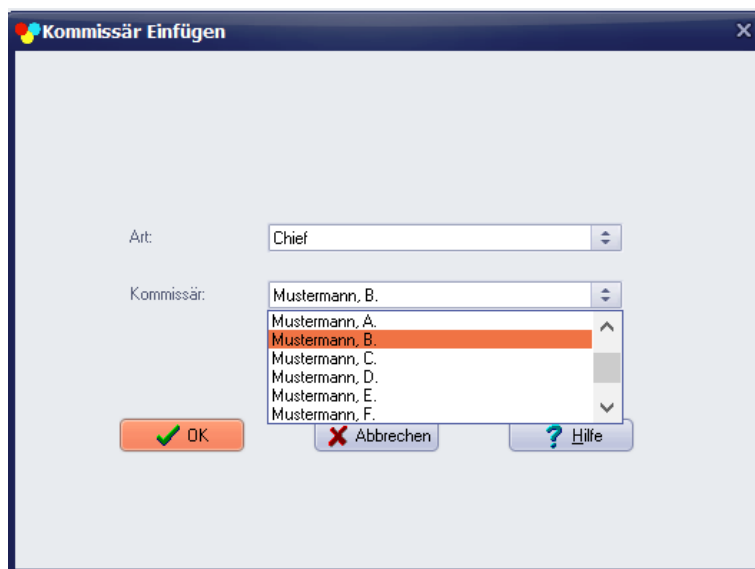 Kommissär Einfügen
Art:
Chief
Kommissär:
Mustermann, B.
Mustermann, A.
Mustermann, B.
Mustermann, C.
Mustermann, D.
Mustermann, E.
Mustermann, F.
OK
Abbrechen
Hilfe